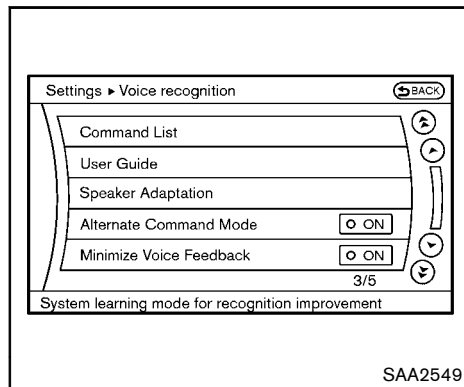 Settings ▸ Voice recognition BACK
Command List
User Guide
Speaker Adaptation
Alternate Command Mode ON
Minimize Voice Feedback ON
3/5
System learning mode for recognition improvement
SAA2549